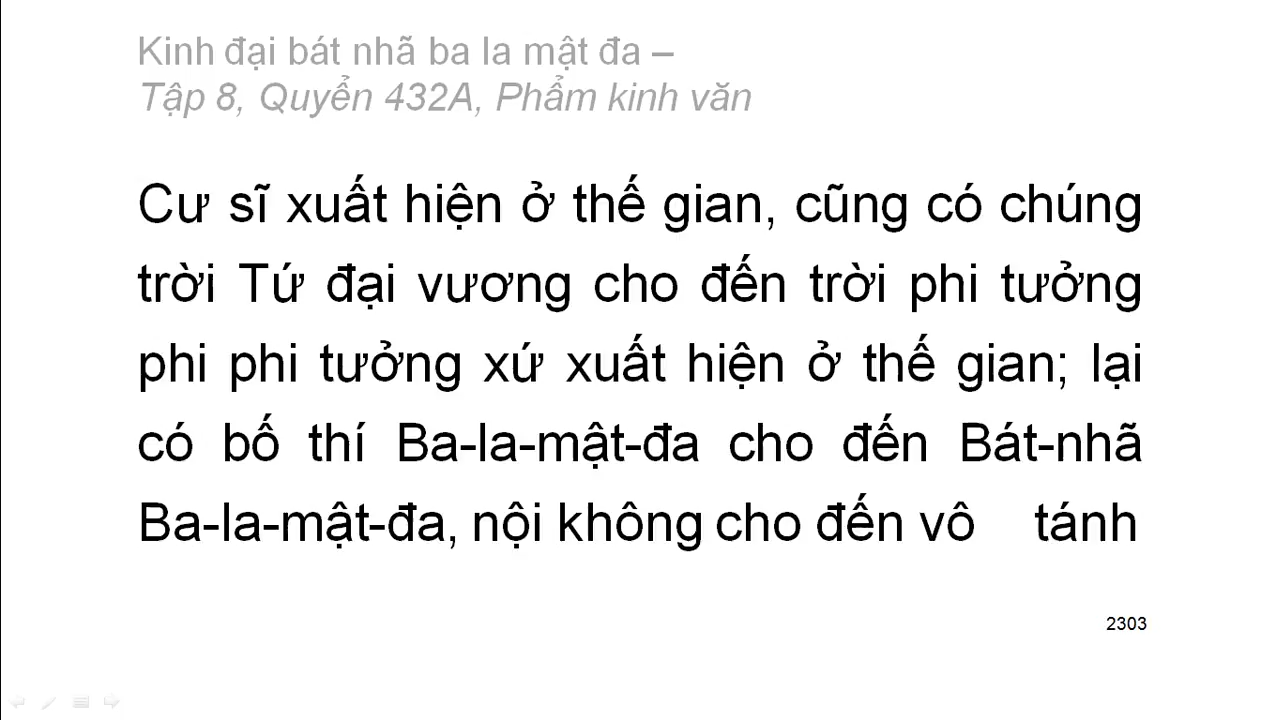 Kinh đại bát nhã ba la mật đa –
Tập 8, Quyển 432A, Phẩm kinh văn
Cư sĩ xuất hiện ở thế gian, cũng có chúng
trời Tứ đại vương cho đến trời phi tưởng
phi phi tưởng xứ xuất hiện ở thế gian; lại
có bố thí Ba-la-mật-đa cho đến Bát-nhã
Ba-la-mật-đa, nội không cho đến vô tánh
2303